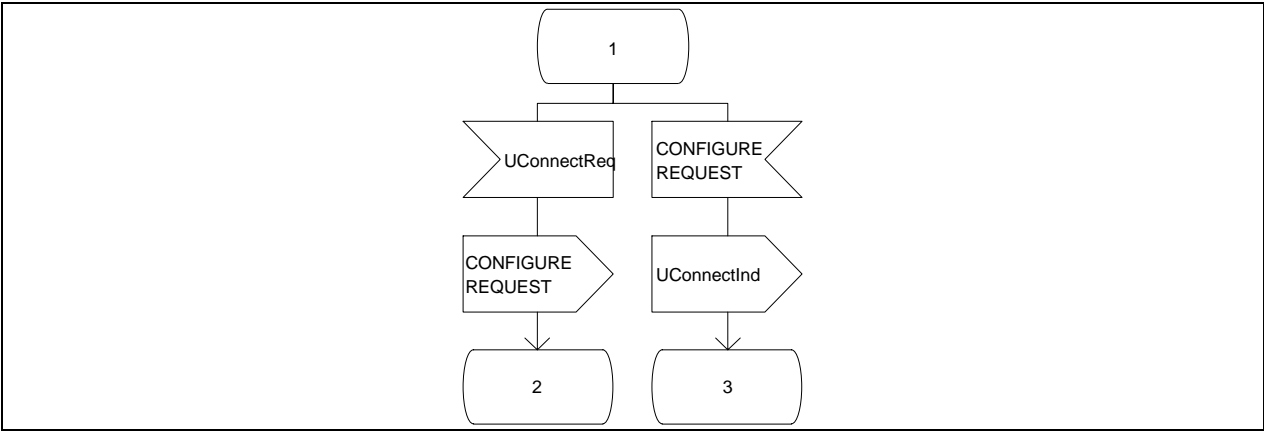 1
UConnectReq
CONFIGURE
REQUEST
CONFIGURE
REQUEST
UConnectInd
2
3